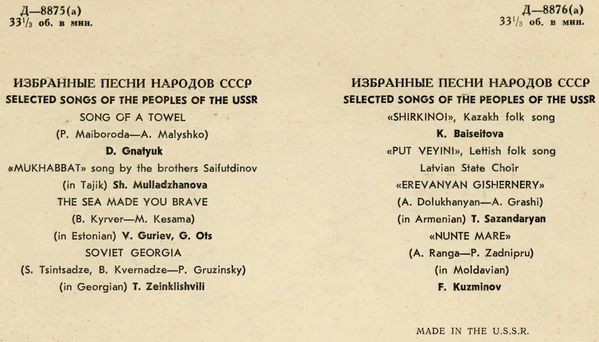 Д—8875(а)
33⅓ об. в мин.
ИЗБРАННЫЕ ПЕСНИ НАРОДОВ СССР
SELECTED SONGS OF THE PEOPLES OF THE USSR
SONG OF A TOWEL
(P. Maiboroda—A. Malyshko)
D. Gnatyuk
«MUKHABBAT» song by the brothers Saifutdinov
(in Tajik) Sh. Mulladzhanova
THE SEA MADE YOU BRAVE
(B. Kyrver—M. Kesama)
(in Estonian) V. Guriev, G. Ots
SOVIET GEORGIA
(S. Tsintsadze, B. Kvernadze—P. Gruzinsky)
(in Georgian) T. Zeinklishvili
Д—8876(а)
33⅓ об. в мин.
ИЗБРАННЫЕ ПЕСНИ НАРОДОВ СССР
SELECTED SONGS OF THE PEOPLES OF THE USSR
«SHIRKINOI», Kazakh folk song
K. Baiseitova
«PUT VEYINI», Lettish folk song
Latvian State Choir
«EREVANYAN GISHERNERY»
(A. Dolukhanyan—A. Grashi)
(in Armenian) T. Sazandaryan
«NUNTE MARE»
(A. Ranga—P. Zadnipru)
(in Moldavian)
F. Kuzminov
MADE IN THE U.S.S.R.